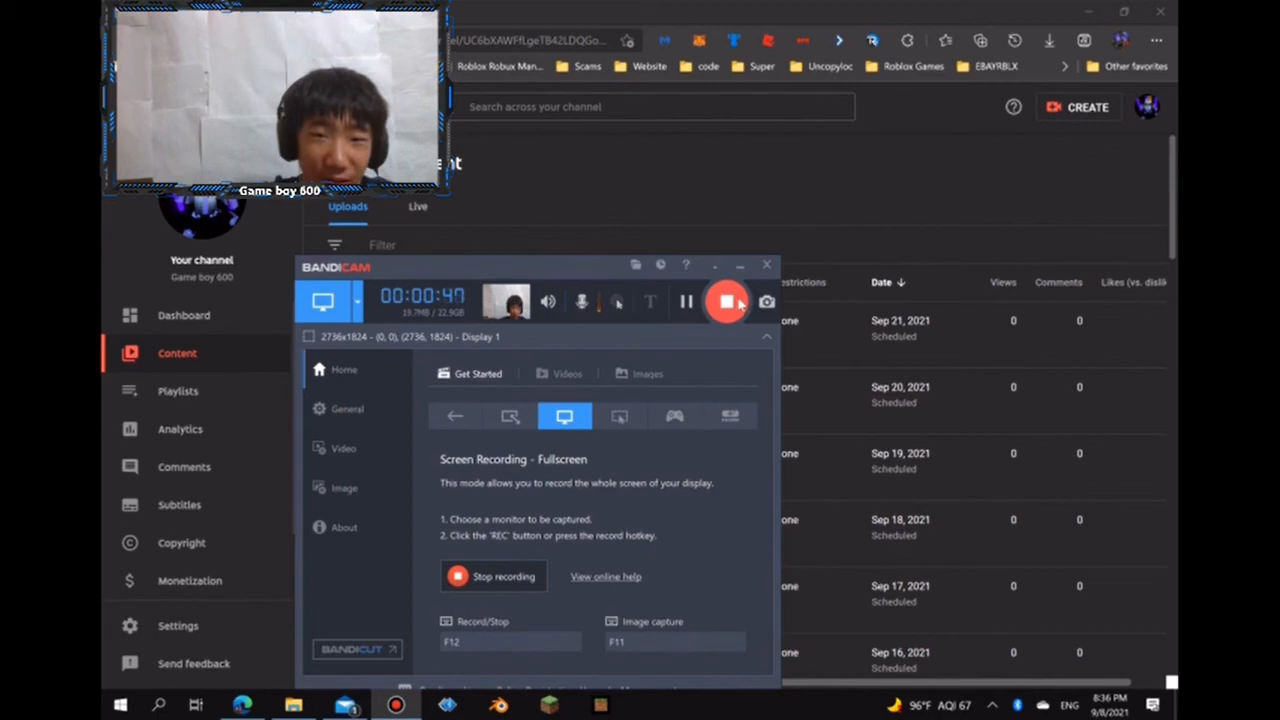 el/UC6bXAWFfLgeTB42LDQGo...
Roblox Robux Man...
Scams
Website
code
Super
Uncopyloc
Roblox Games
EBAYRBLX
Other favorites
Search across your channel
CREATE
Game boy 600
Uploads
Live
Filter
Your channel
Game boy 600
Dashboard
Content
Playlists
Analytics
Comments
Subtitles
Copyright
Monetization
Settings
Send feedback
BANDICAM
00:00:47
19.7MB / 22.9GB
2736x1824 - (0, 0), (2736, 1824) - Display 1
Home
General
Video
Image
About
BANDICUT
Get Started
Videos
Images
Screen Recording - Fullscreen
This mode allows you to record the whole screen of your display.
1. Choose a monitor to be captured.
2. Click the 'REC' button or press the record hotkey.
Stop recording
View online help
Record/Stop
Image capture
F12
F11
Date
Views
Comments
Sep 21, 2021
0
0
Scheduled
Sep 20, 2021
0
0
Scheduled
Sep 19, 2021
0
0
Scheduled
Sep 18, 2021
0
0
Scheduled
Sep 17, 2021
0
0
Scheduled
Sep 16, 2021
0
0
Scheduled
96°F AQI 67
ENG
8:36 PM
9/8/2021